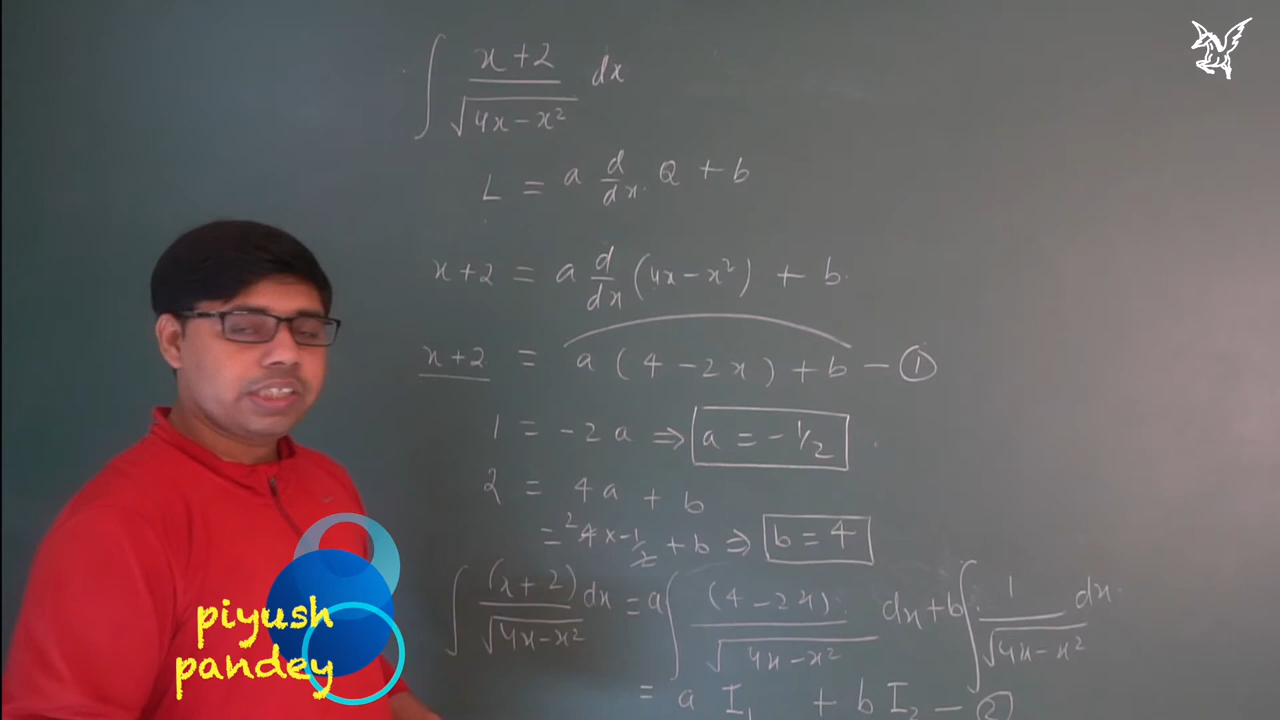 ∫ (x+2)/√(4x-x²) dx
L = a d/dx Q + b
x+2 = a d/dx (4x-x²) + b
x+2 = a (4-2x) + b - ①
1 = -2a ⇒ a = -1/2
2 = 4a + b
= ²4 × -1/2 + b ⇒ b = 4
∫ (x+2)dx/√(4x-x²) = a∫ (4-2x)/√(4x-x²) dx + b∫ 1/√(4x-x²) dx
= a I₁ + b I₂ - ②
piyush
pandey